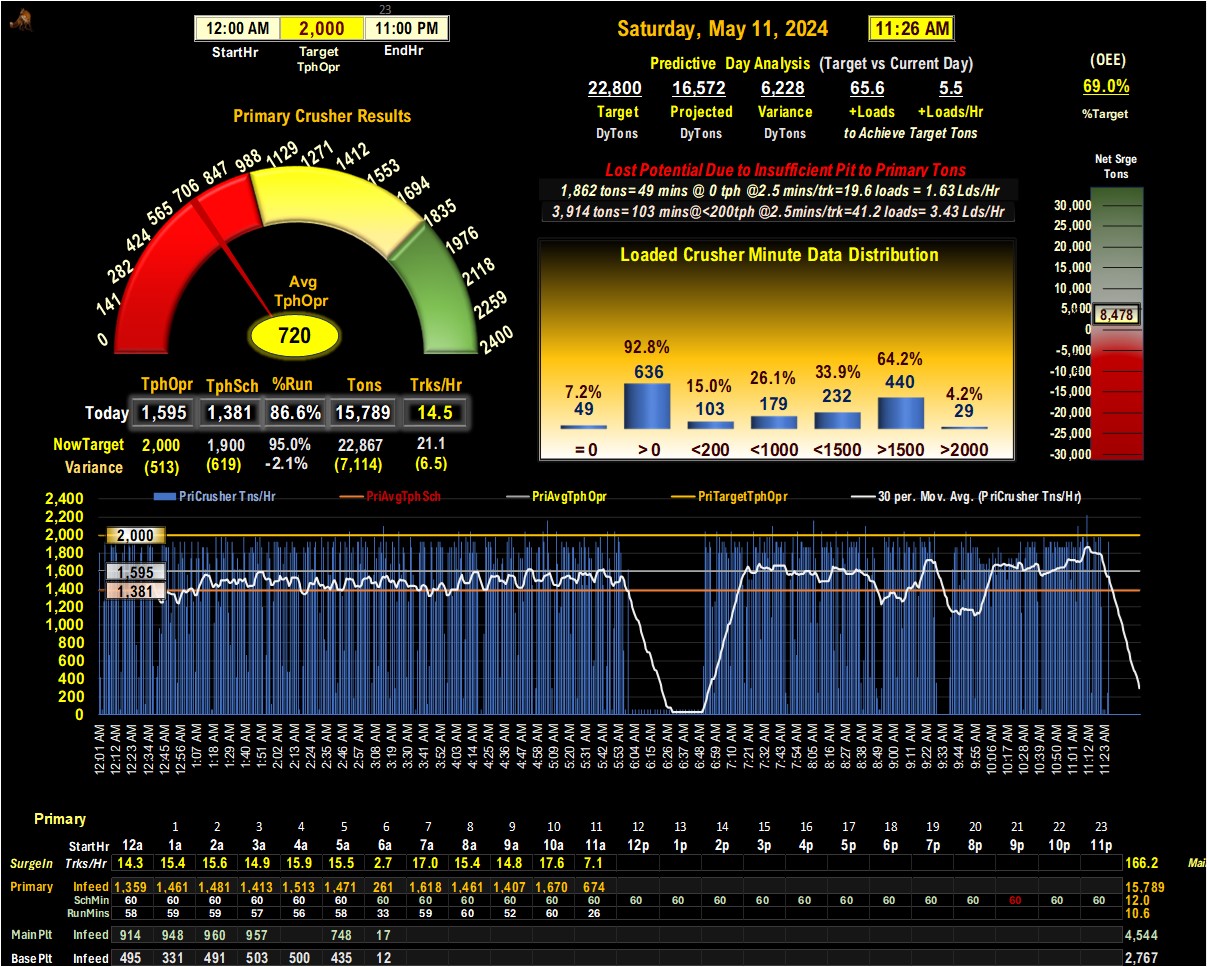 23
12:00 AM 2,000 11:00 PM
StartHr Target TphOpr EndHr
Saturday, May 11, 2024 11:26 AM
Predictive Day Analysis (Target vs Current Day)
22,800 16,572 6,228 65.6 5.5
Target Projected Variance +Loads +Loads/Hr
DyTons DyTons DyTons to Achieve Target Tons
(OEE)
69.0%
%Target
Primary Crusher Results
0 141 282 424 565 706 847 988 1129 1271 1412 1553 1694 1835 1976 2118 2259 2400
Avg
TphOpr
720
Lost Potential Due to Insufficient Pit to Primary Tons
1,862 tons=49 mins @ 0 tph @2.5 mins/trk=19.6 loads = 1.63 Lds/Hr
3,914 tons=103 mins@<200tph @2.5mins/trk=41.2 loads= 3.43 Lds/Hr
Net Srge
Tons
30,000
25,000
20,000
15,000
10,000
5,000
8,478
0
-5,000
-10,000
-15,000
-20,000
-25,000
-30,000
Loaded Crusher Minute Data Distribution
7.2% 92.8% 15.0% 26.1% 33.9% 64.2% 4.2%
49 636 103 179 232 440 29
=0 >0 <200 <1000 <1500 >1500 >2000
TphOpr TphSch %Run Tons Trks/Hr
Today 1,595 1,381 86.6% 15,789 14.5
NowTarget 2,000 1,900 95.0% 22,867 21.1
Variance (513) (619) -2.1% (7,114) (6.5)
PriCrusher Tns/Hr PriAvgTphSch PriAvgTphOpr PriTargetTphOpr 30 per. Mov. Avg. (PriCrusher Tns/Hr)
2,400
2,200
2,000
1,800
1,600
1,400
1,200
1,000
800
600
400
200
0
2,000
1,595
1,381
12:01 AM 12:12 AM 12:23 AM 12:34 AM 12:45 AM 12:56 AM 1:07 AM 1:18 AM 1:29 AM 1:40 AM 1:51 AM 2:02 AM 2:13 AM 2:24 AM 2:35 AM 2:46 AM 2:57 AM 3:08 AM 3:19 AM 3:30 AM 3:41 AM 3:52 AM 4:03 AM 4:14 AM 4:25 AM 4:36 AM 4:47 AM 4:58 AM 5:09 AM 5:20 AM 5:31 AM 5:42 AM 5:53 AM 6:04 AM 6:15 AM 6:26 AM 6:37 AM 6:48 AM 6:59 AM 7:10 AM 7:21 AM 7:32 AM 7:43 AM 7:54 AM 8:05 AM 8:16 AM 8:27 AM 8:38 AM 8:49 AM 9:00 AM 9:11 AM 9:22 AM 9:33 AM 9:44 AM 9:55 AM 10:06 AM 10:17 AM 10:28 AM 10:39 AM 10:50 AM 11:01 AM 11:12 AM 11:23 AM
Primary
1 2 3 4 5 6 7 8 9 10 11 12 13 14 15 16 17 18 19 20 21 22 23
StartHr 12a 1a 2a 3a 4a 5a 6a 7a 8a 9a 10a 11a 12p 1p 2p 3p 4p 5p 6p 7p 8p 9p 10p 11p
SurgeIn Trks/Hr 14.3 15.4 15.6 14.9 15.9 15.5 2.7 17.0 15.4 14.8 17.6 7.1 166.2 Mai
Primary Infeed 1,359 1,461 1,481 1,413 1,513 1,471 261 1,618 1,461 1,407 1,670 674 15,789
SchMin 60 60 60 60 60 60 60 60 60 60 60 60 60 60 60 60 60 60 60 60 60 60 60 60 12.0
RunMins 58 59 59 57 56 58 33 59 60 52 60 26 10.6
MainPlt Infeed 914 948 960 957 748 17 4,544
BasePlt Infeed 495 331 491 503 500 435 12 2,767